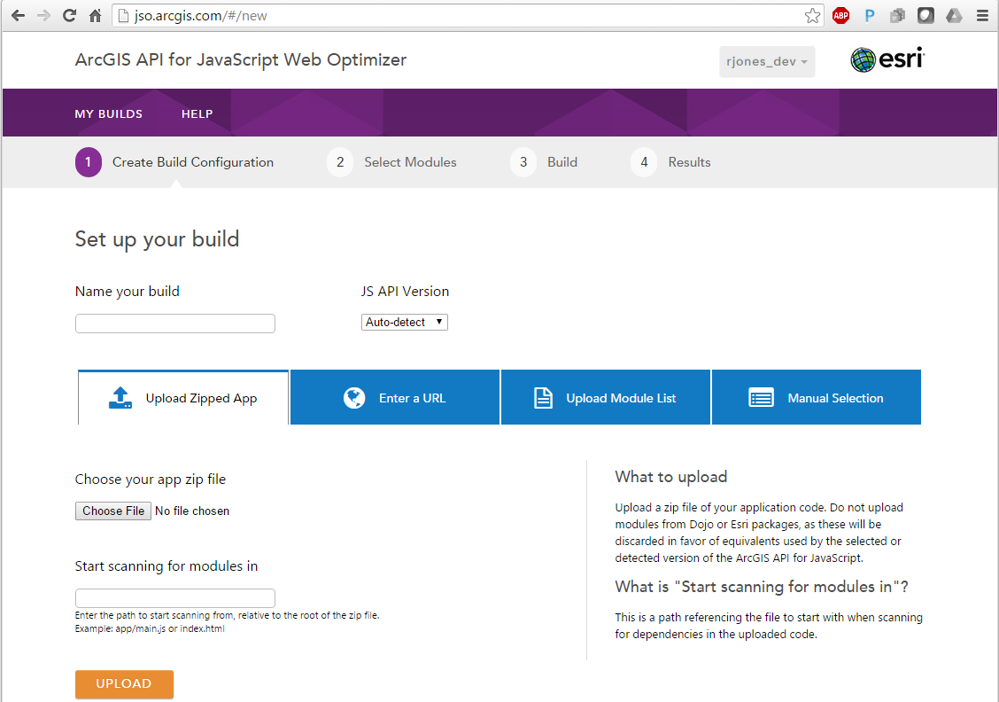 jso.arcgis.com/#/new
ABP
P
ArcGIS API for JavaScript Web Optimizer
rjones_dev
esri
MY BUILDS HELP
1 Create Build Configuration 2 Select Modules 3 Build 4 Results
Set up your build
Name your build JS API Version
Auto-detect
Upload Zipped App Enter a URL Upload Module List Manual Selection
Choose your app zip file
Choose File No file chosen
Start scanning for modules in
Enter the path to start scanning from, relative to the root of the zip file.
Example: app/main.js or index.html
UPLOAD
What to upload
Upload a zip file of your application code. Do not upload
modules from Dojo or Esri packages, as these will be
discarded in favor of equivalents used by the selected or
detected version of the ArcGIS API for JavaScript.
What is "Start scanning for modules in"?
This is a path referencing the file to start with when scanning
for dependencies in the uploaded code.